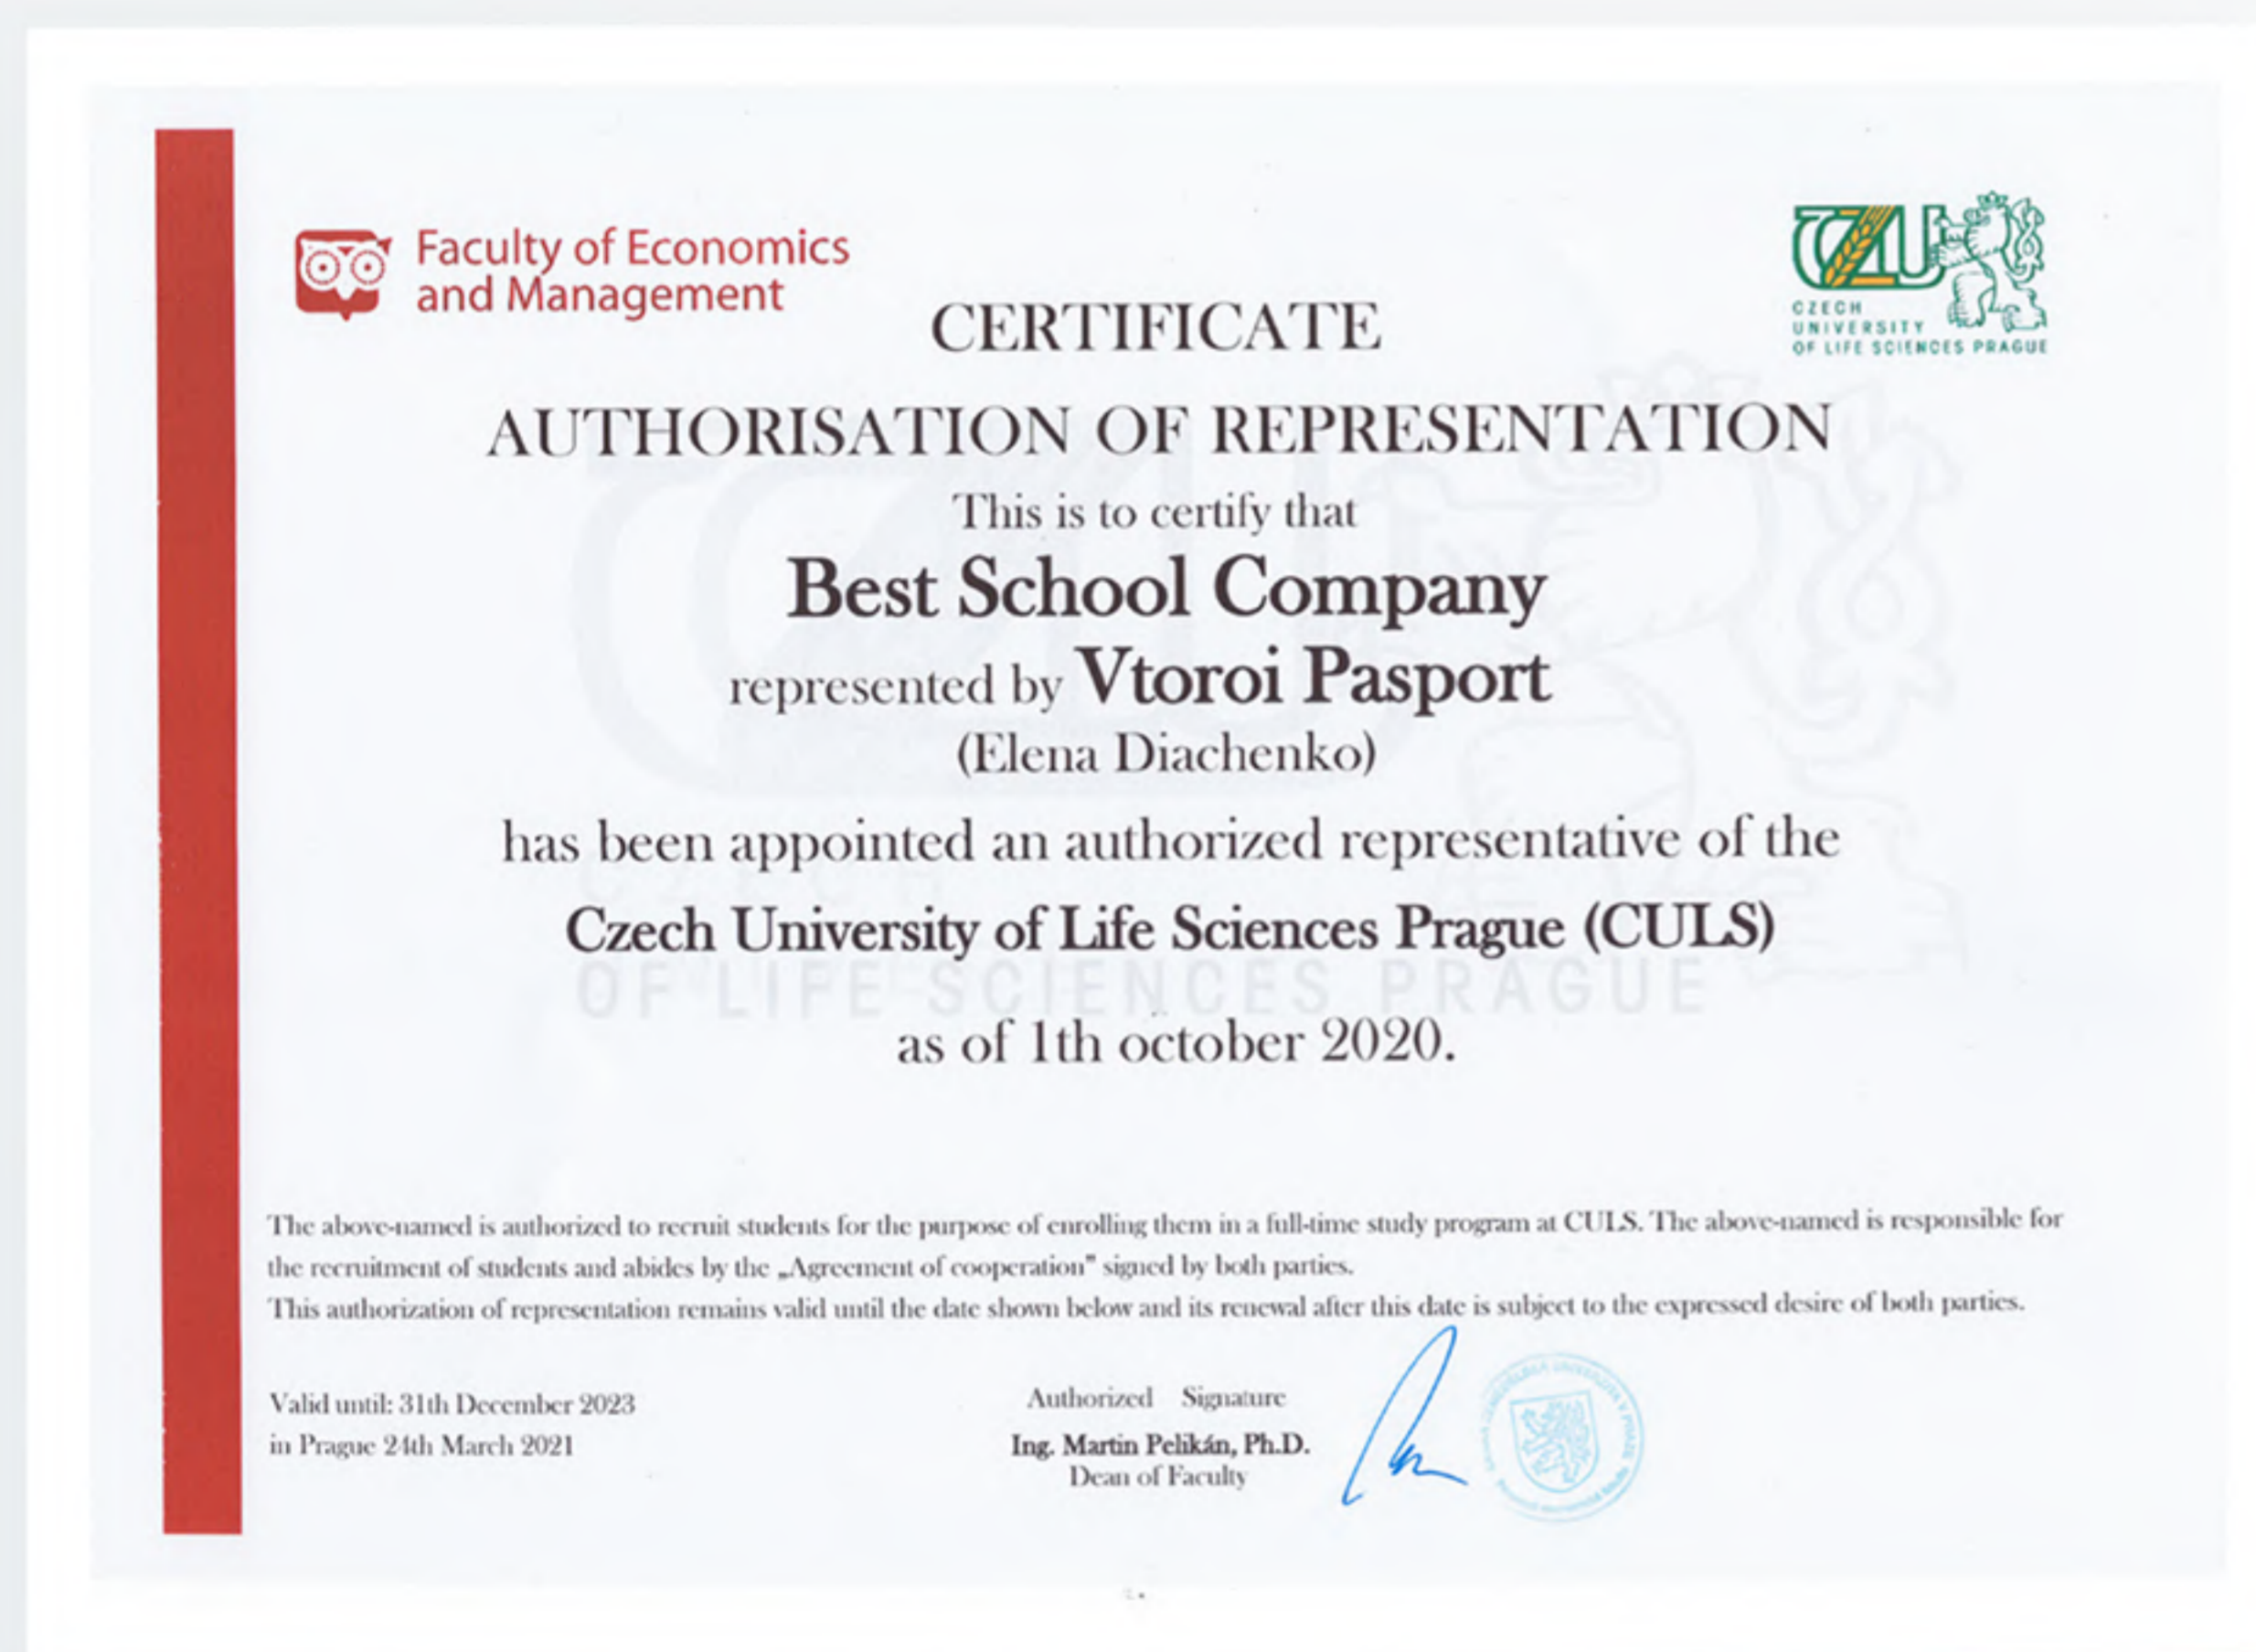 Faculty of Economics
and Management
CZU
CZECH
UNIVERSITY
OF LIFE SCIENCES PRAGUE
CERTIFICATE
AUTHORISATION OF REPRESENTATION
This is to certify that
Best School Company
represented by Vtoroi Pasport
(Elena Diachenko)
has been appointed an authorized representative of the
CZECH
Czech University of Life Sciences Prague (CULS)
OF LIFE SCIENCES PRAGUE
as of 1th october 2020.
The above-named is authorized to recruit students for the purpose of enrolling them in a full-time study program at CULS. The above-named is responsible for
the recruitment of students and abides by the „Agreement of cooperation" signed by both parties.
This authorization of representation remains valid until the date shown below and its renewal after this date is subject to the expressed desire of both parties.
Valid until: 31th December 2023
in Prague 24th March 2021
Authorized Signature
Ing. Martin Pelikán, Ph.D.
Dean of Faculty